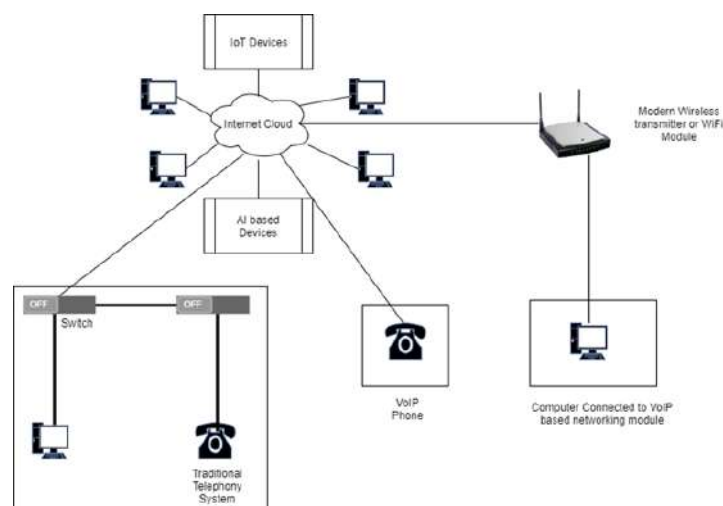 IoT Devices
Internet Cloud
Modern Wireless
transmitter or WiFi
Module
AI based
Devices
OFF
OFF
Switch
VoIP
Phone
Computer Connected to VoIP
based networking module
Traditional
Telephony
System